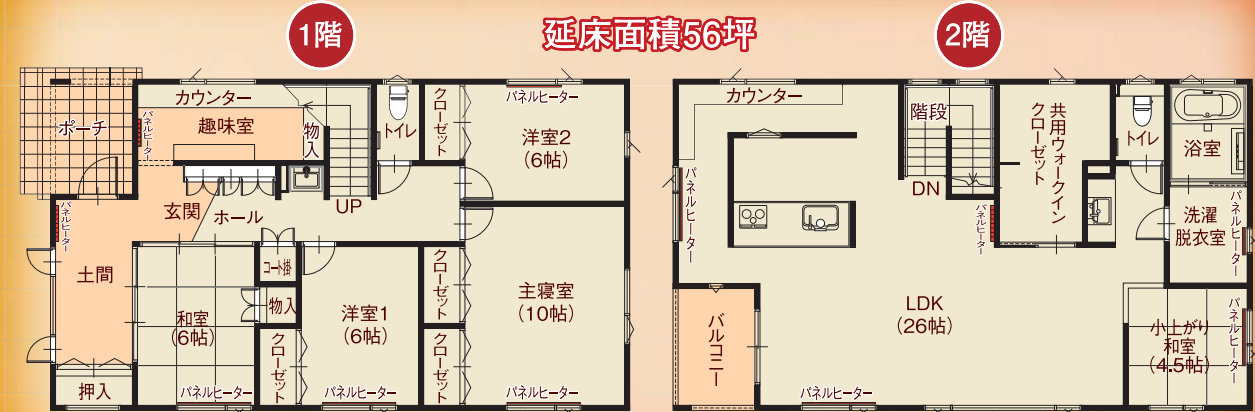 1階
延床面積56坪
2階
ポーチ
カウンター
趣味室
パネルヒーター
物入
トイレ
クローゼット
パネルヒーター
洋室2
(6帖)
UP
玄関
ホール
パネルヒーター
土間
コート掛
和室
(6帖)
物入
洋室1
(6帖)
クローゼット
クローゼット
主寝室
(10帖)
クローゼット
押入
パネルヒーター
パネルヒーター
パネルヒーター
カウンター
階段
DN
共用ウォークイン
クローゼット
トイレ
浴室
パネルヒーター
パネルヒーター
洗濯
脱衣室
パネルヒーター
バルコニー
LDK
(26帖)
小上がり
和室
(4.5帖)
パネルヒーター
パネルヒーター